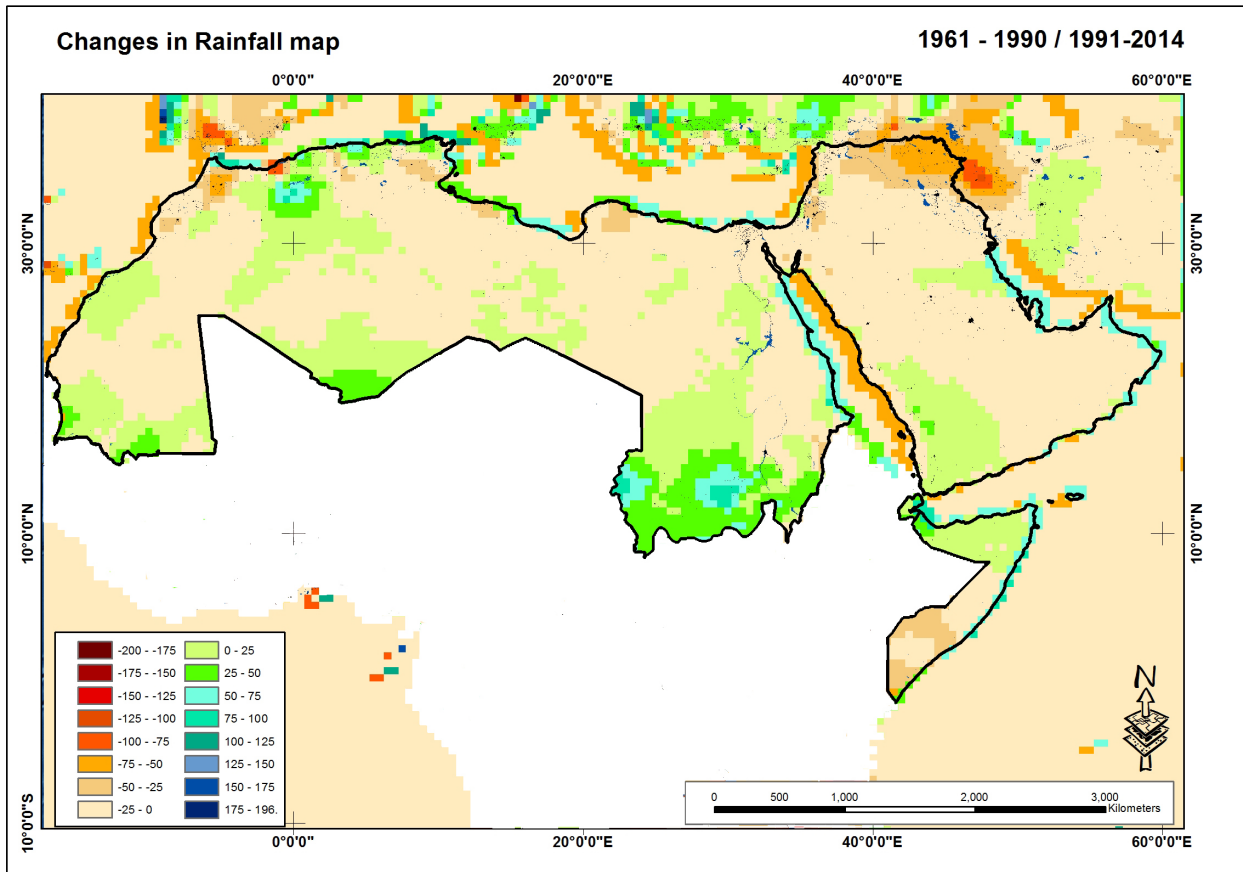 Changes in Rainfall map
1961 - 1990 / 1991-2014
0°0'0"
20°0'0"E
40°0'0"E
60°0'0"E
30°0'0"N
30°0'0"N
10°0'0"N
10°0'0"N
10°0'0"S
-200 - -175
-175 - -150
-150 - -125
-125 - -100
-100 - -75
-75 - -50
-50 - -25
-25 - 0
0 - 25
25 - 50
50 - 75
75 - 100
100 - 125
125 - 150
150 - 175
175 - 196.
N
0 500 1,000 2,000 3,000
Kilometers
0°0'0"
20°0'0"E
40°0'0"E
60°0'0"E